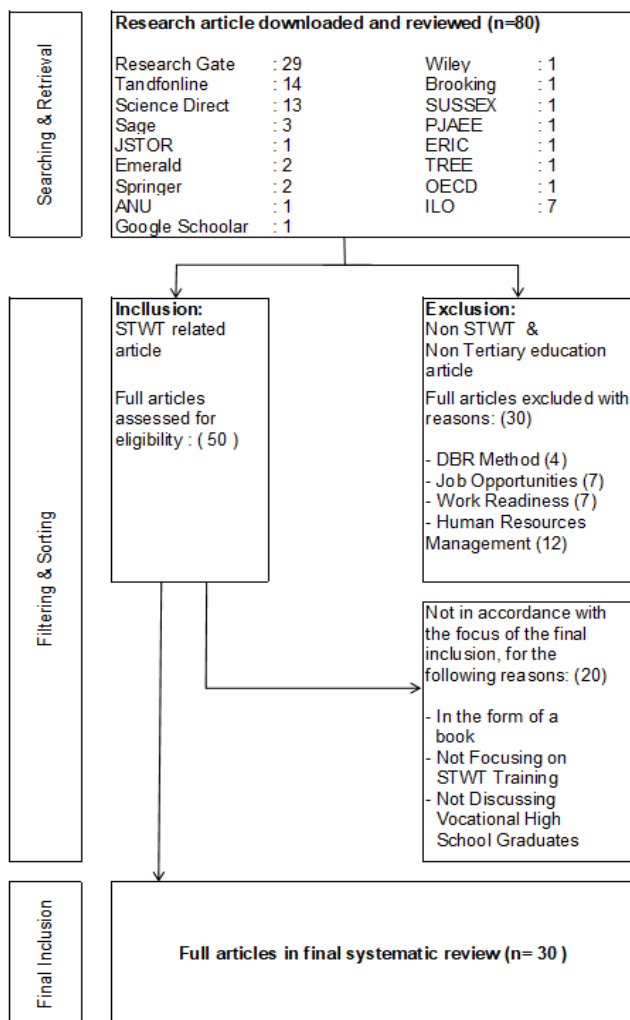 Searching & Retrieval
Research article downloaded and reviewed (n=80)
Research Gate : 29
Tandfonline : 14
Science Direct : 13
Sage : 3
JSTOR : 1
Emerald : 2
Springer : 2
ANU : 1
Google Schoolar : 1
Wiley : 1
Brooking : 1
SUSSEX : 1
PJAEE : 1
ERIC : 1
TREE : 1
OECD : 1
ILO : 7
Filtering & Sorting
Incllusion:
STWT related
article
Full articles
assessed for
eligibility : ( 50 )
Exclusion:
Non STWT &
Non Tertiary education
article
Full articles excluded with
reasons: (30)
- DBR Method (4)
- Job Opportunities (7)
- Work Readiness (7)
- Human Resources
Management (12)
Not in accordance with
the focus of the final
inclusion, for the
following reasons: (20)
- In the form of a
book
- Not Focusing on
STWT Training
- Not Discussing
Vocational High
School Graduates
Final Inclusion
Full articles in final systematic review (n= 30 )